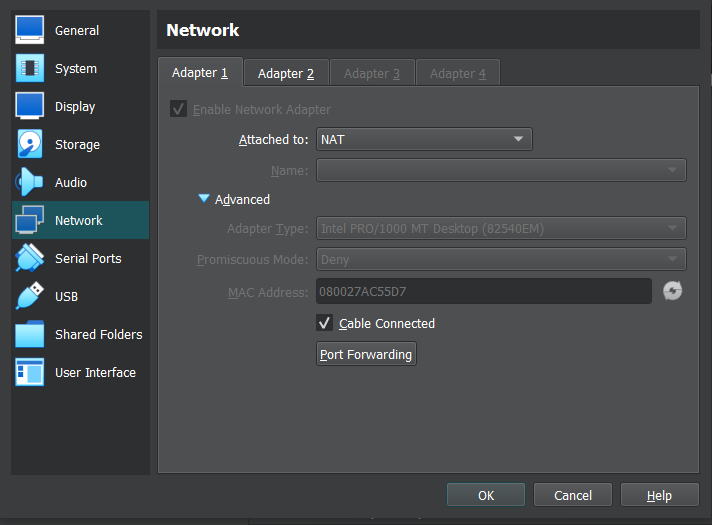 General
System
Display
Storage
Audio
Network
Serial Ports
USB
Shared Folders
User Interface
Network
Adapter 1 Adapter 2 Adapter 3 Adapter 4
Enable Network Adapter
Attached to: NAT
Name:
Advanced
Adapter Type: Intel PRO/1000 MT Desktop (82540EM)
Promiscuous Mode: Deny
MAC Address: 080027AC55D7
Cable Connected
Port Forwarding
OK Cancel Help